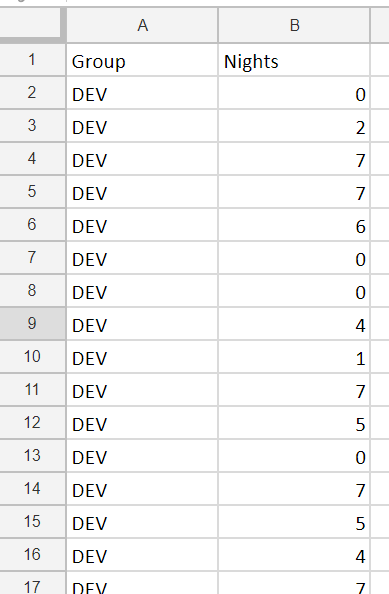 A B
1 Group Nights
2 DEV 0
3 DEV 2
4 DEV 7
5 DEV 7
6 DEV 6
7 DEV 0
8 DEV 0
9 DEV 4
10 DEV 1
11 DEV 7
12 DEV 5
13 DEV 0
14 DEV 7
15 DEV 5
16 DEV 4
17 DEV 7